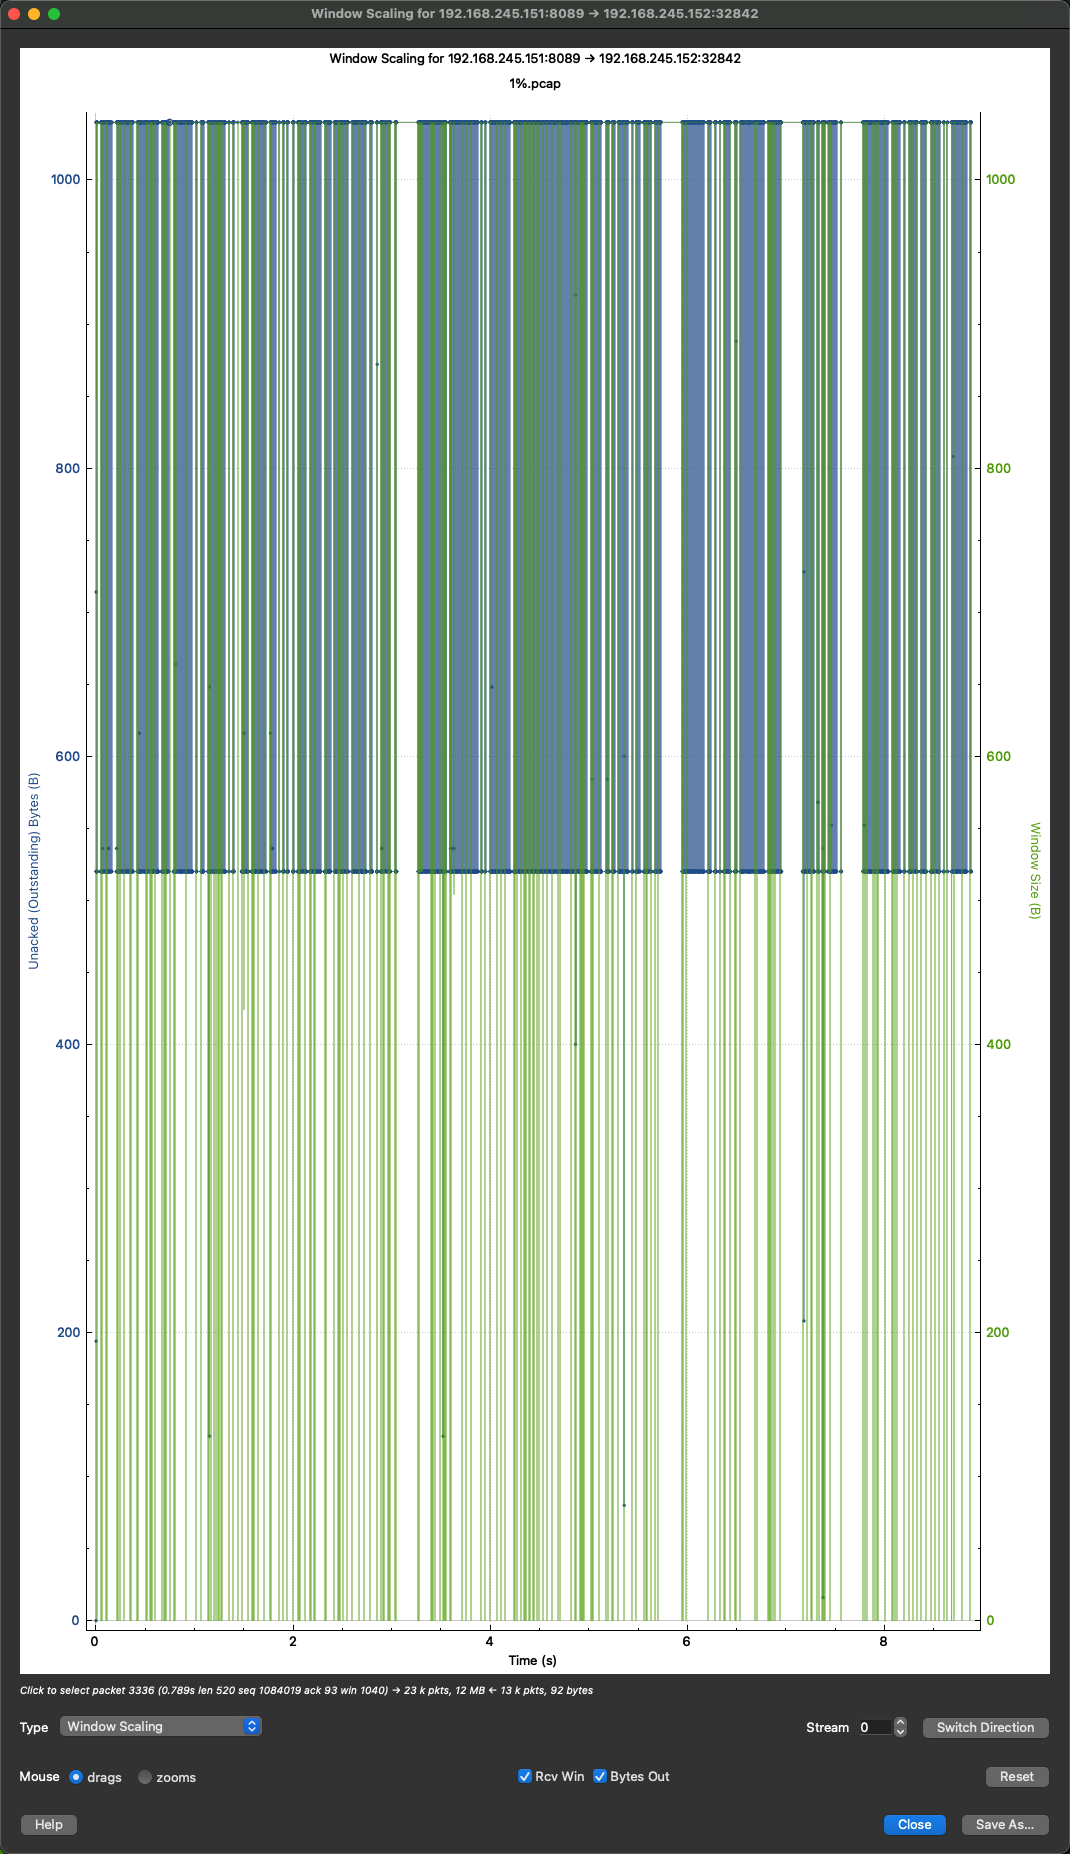 Window Scaling for 192.168.245.151:8089 → 192.168.245.152:32842
Window Scaling for 192.168.245.151:8089 → 192.168.245.152:32842
1%.pcap
1000
800
600
400
200
0
Unacked (Outstanding) Bytes (B)
1000
800
600
400
200
0
Window Size (B)
0 2 4 6 8
Time (s)
Click to select packet 3336 (0.789s len 520 seq 1084019 ack 93 win 1040) → 23 k pkts, 12 MB ← 13 k pkts, 92 bytes
Type Window Scaling Stream 0 Switch Direction
Mouse drags zooms Rcv Win Bytes Out Reset
Help Close Save As...